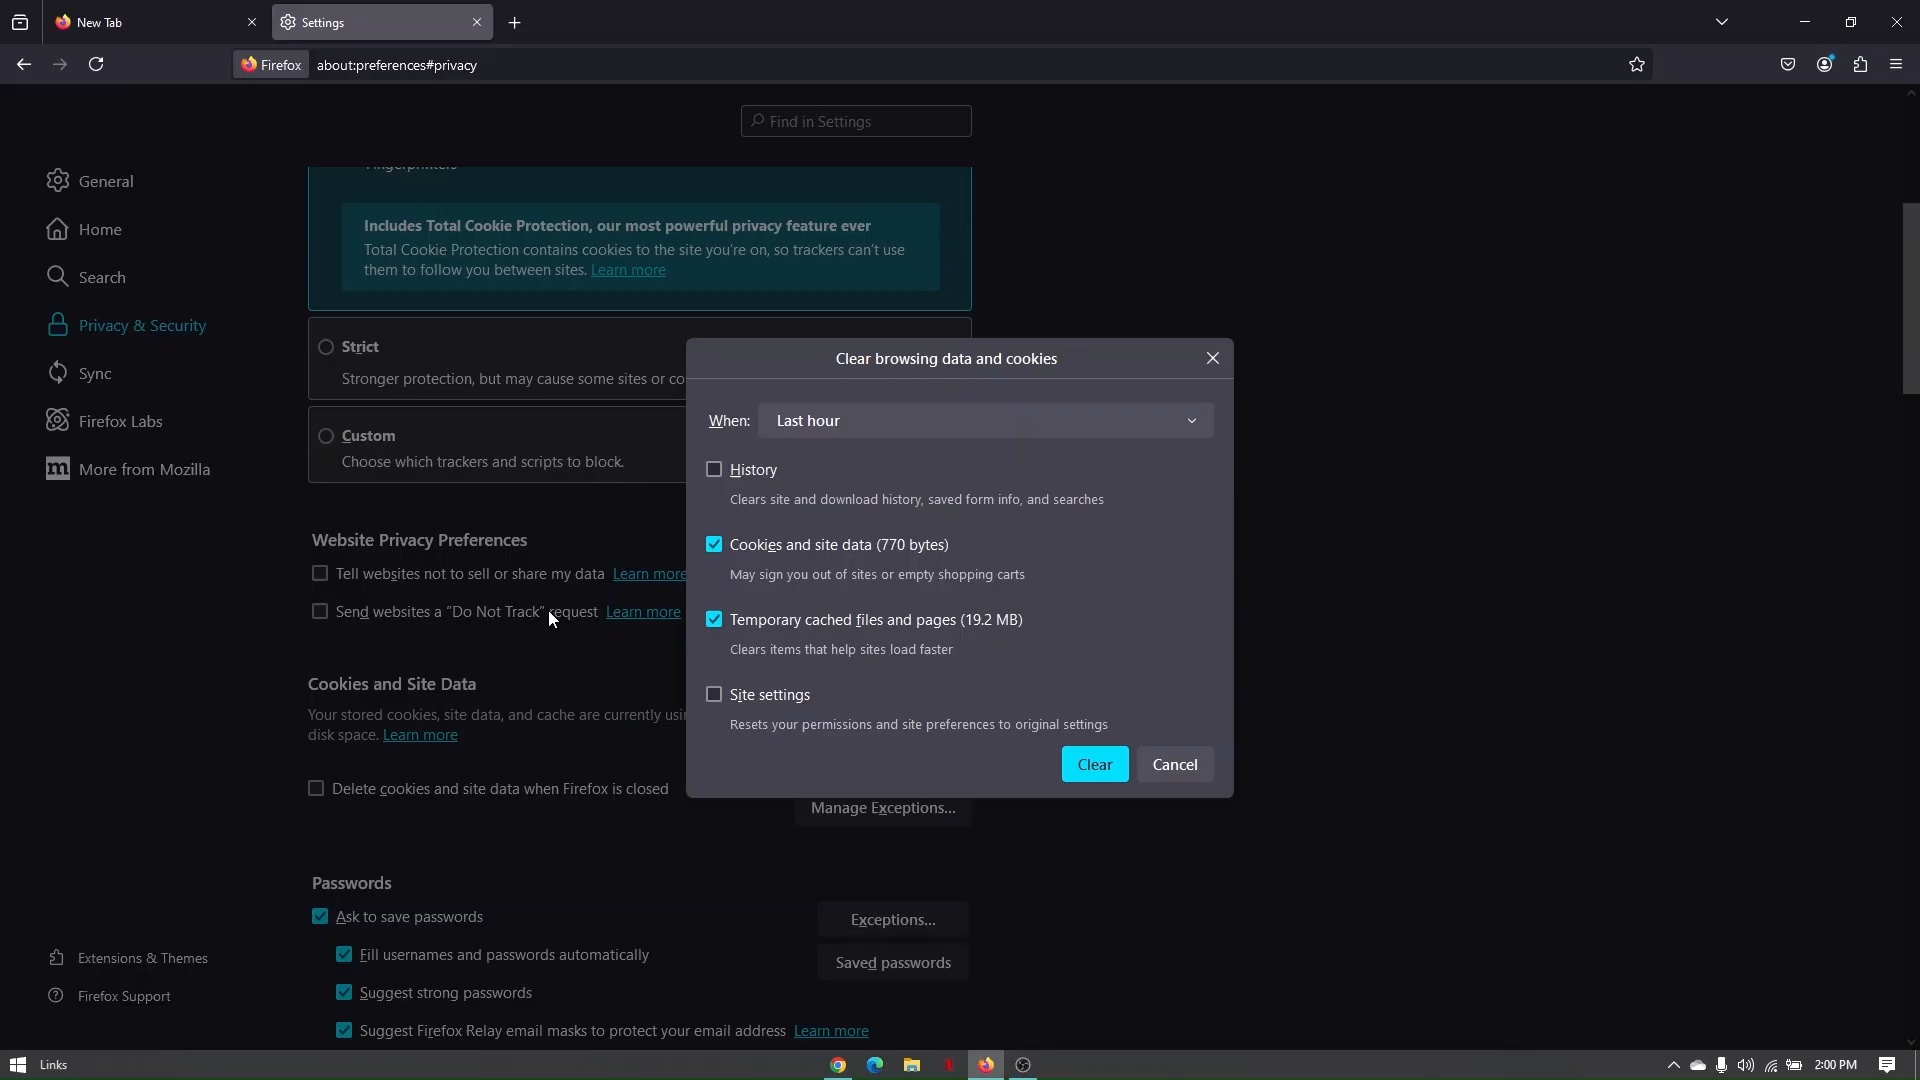 New Tab
Settings
Firefox
about:preferences#privacy
Find in Settings
General
Home
Search
Privacy & Security
Sync
Firefox Labs
More from Mozilla
Extensions & Themes
Firefox Support
Fingerprinters
Includes Total Cookie Protection, our most powerful privacy feature ever
Total Cookie Protection contains cookies to the site you're on, so trackers can't use
them to follow you between sites. Learn more
Strict
Stronger protection, but may cause some sites or co
Custom
Choose which trackers and scripts to block.
Website Privacy Preferences
Tell websites not to sell or share my data Learn more
Send websites a "Do Not Track" request Learn more
Cookies and Site Data
Your stored cookies, site data, and cache are currently usi
disk space. Learn more
Delete cookies and site data when Firefox is closed
Manage Exceptions...
Passwords
Ask to save passwords
Exceptions...
Fill usernames and passwords automatically
Saved passwords
Suggest strong passwords
Suggest Firefox Relay email masks to protect your email address Learn more
Clear browsing data and cookies
When: Last hour
History
Clears site and download history, saved form info, and searches
Cookies and site data (770 bytes)
May sign you out of sites or empty shopping carts
Temporary cached files and pages (19.2 MB)
Clears items that help sites load faster
Site settings
Resets your permissions and site preferences to original settings
Clear
Cancel
Links
2:00 PM